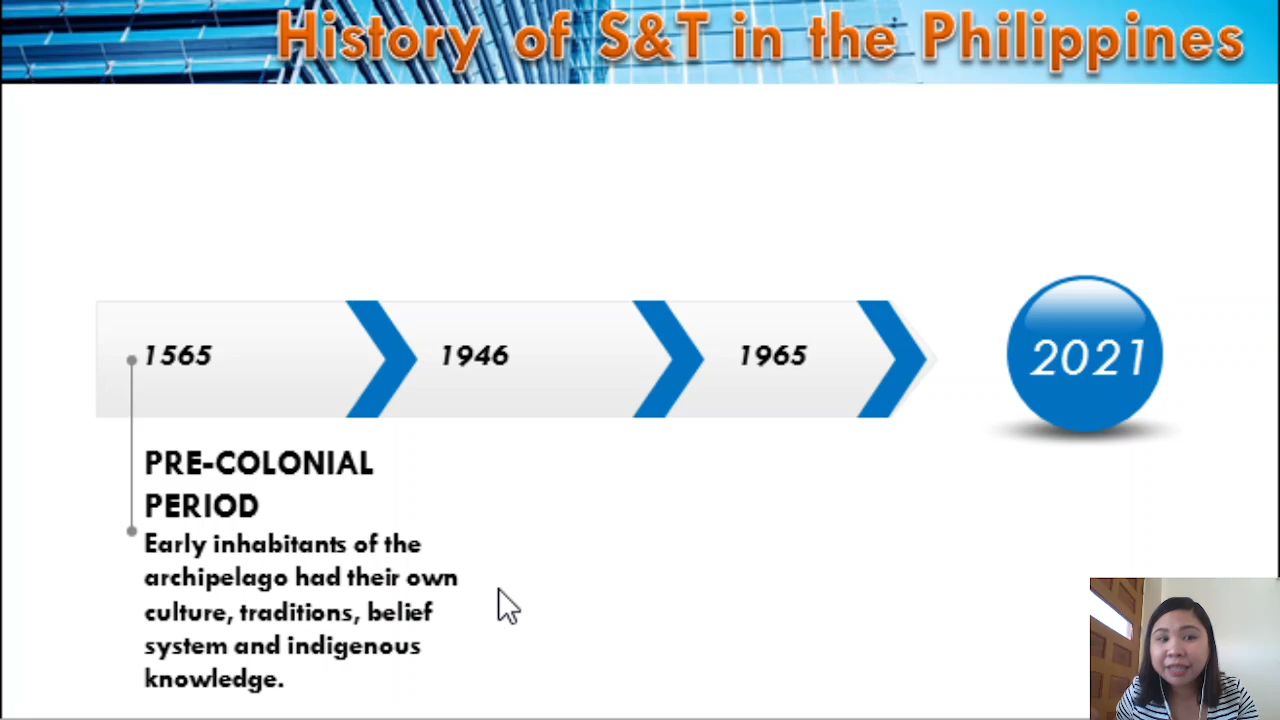 History of S&T in the Philippines
1565
1946
1965
2021
PRE-COLONIAL
PERIOD
Early inhabitants of the
archipelago had their own
culture, traditions, belief
system and indigenous
knowledge.